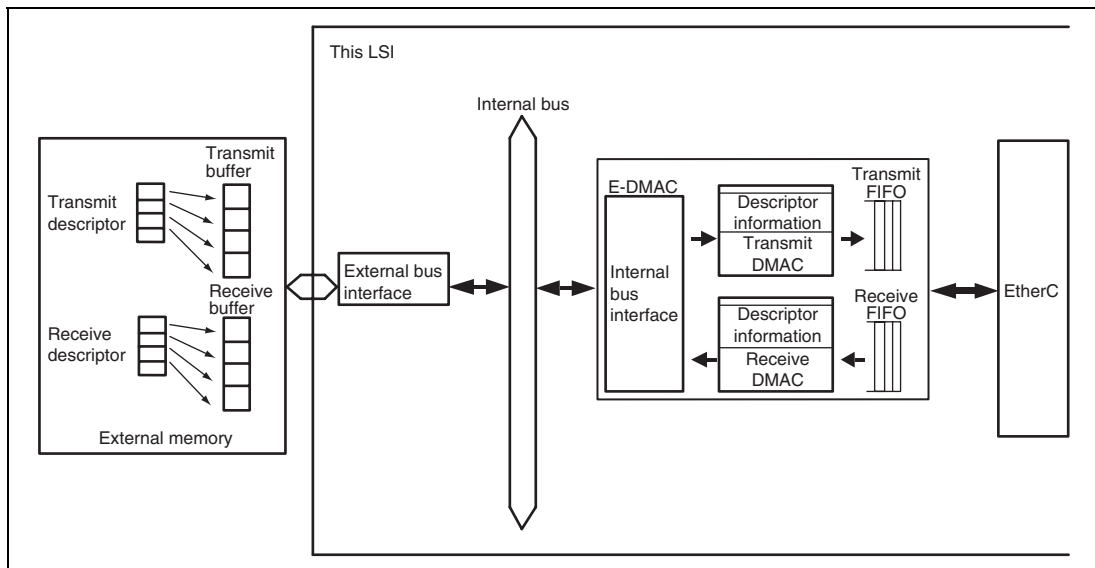 This LSI
Internal bus
Transmit
buffer
Transmit
descriptor
Receive
buffer
Receive
descriptor
External memory
External bus
interface
E-DMAC
Internal
bus
interface
Descriptor
information
Transmit
DMAC
Transmit
FIFO
Descriptor
information
Receive
DMAC
Receive
FIFO
EtherC